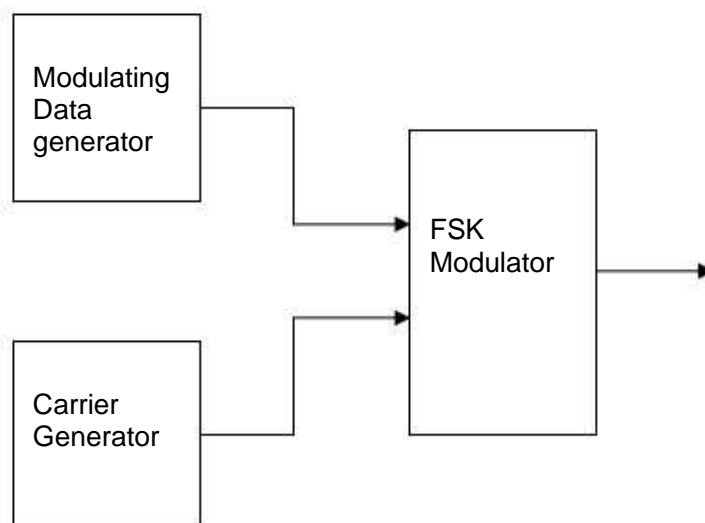 Modulating
Data
generator
FSK
Modulator
Carrier
Generator